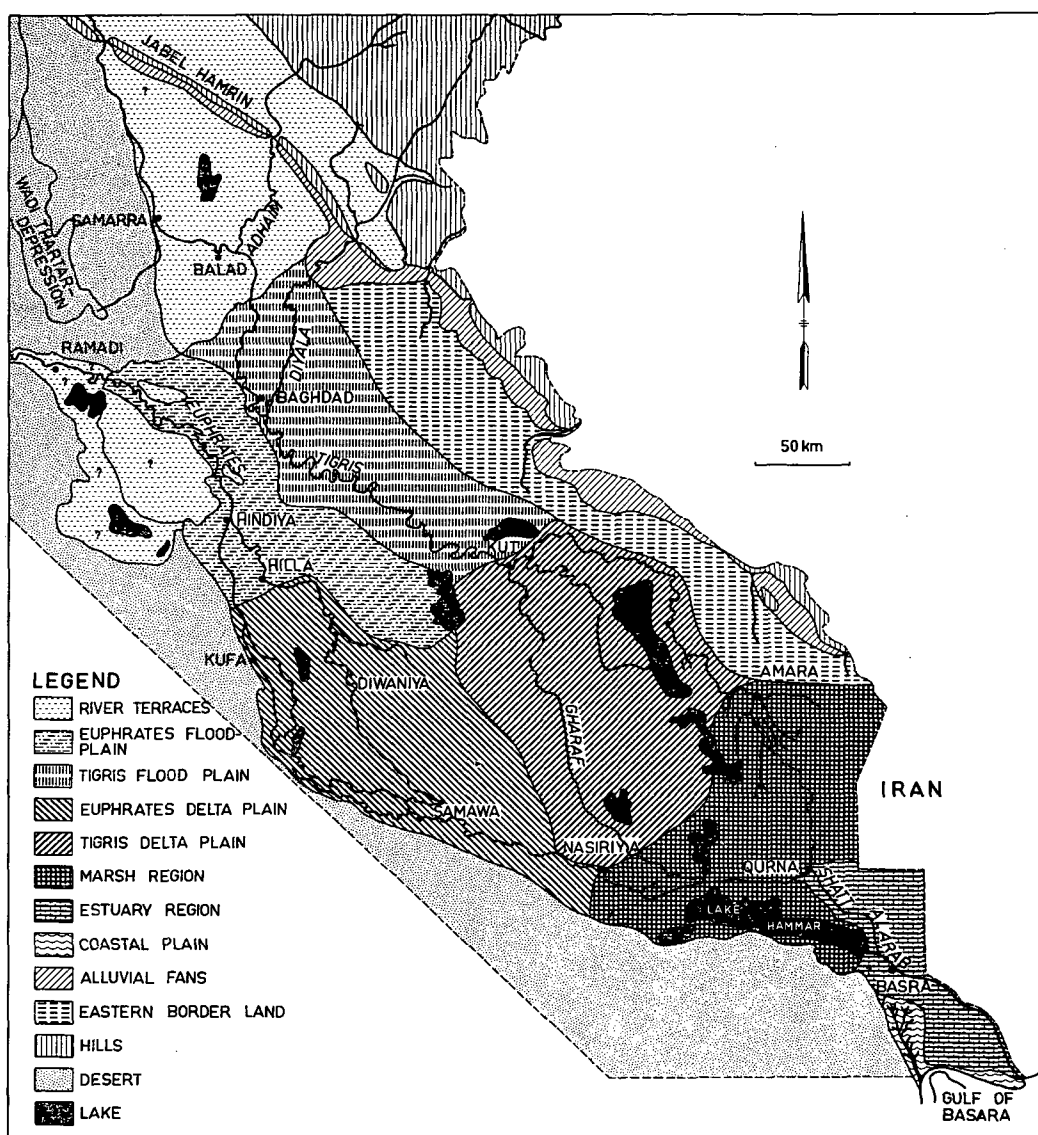 JABEL HAMRIN
WADI THARTAR-
DEPRESSION
SAMARRA
ADHAIM
BALAD
RAMADI
DIYALA
BAGHDAD
EUPHRATES
TIGRIS
50 km
HINDIYA
KUT
HILLA
KUFA
DIWANIYA
AMARA
GHARAF
IRAN
SAMAWA
NASIRIYIA
QURNA
SHATT AL ARAB
LAKE
HAMMAR
BASRA
GULF OF
BASARA
LEGEND
RIVER TERRACES
EUPHRATES FLOOD-
PLAIN
TIGRIS FLOOD PLAIN
EUPHRATES DELTA PLAIN
TIGRIS DELTA PLAIN
MARSH REGION
ESTUARY REGION
COASTAL PLAIN
ALLUVIAL FANS
EASTERN BORDER LAND
HILLS
DESERT
LAKE
?
?
?
?
?
?